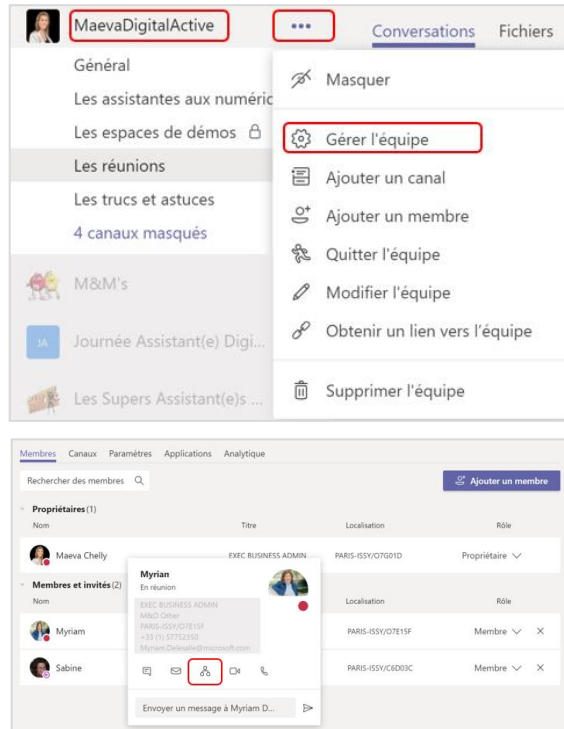 MaevaDigitalActive
... Conversations Fichiers
Général
Les assistantes aux numéric
Les espaces de démos
Les réunions
Les trucs et astuces
4 canaux masqués
M&M's
JA Journée Assistant(e) Digi...
Les Supers Assistant(e)s ...
Masquer
Gérer l'équipe
Ajouter un canal
Ajouter un membre
Quitter l'équipe
Modifier l'équipe
Obtenir un lien vers l'équipe
Supprimer l'équipe
Membres Canaux Paramètres Applications Analytique
Rechercher des membres Ajouter un membre
Propriétaires (1)
Nom Titre Localisation Rôle
Maeva Chelly EXEC BUSINESS ADMIN PARIS-ISSY/O7G01D Propriétaire
Membres et invités (2)
Nom Localisation Rôle
Myriam PARIS-ISSY/O7E15F Membre
Sabine PARIS-ISSY/C6D03C Membre
Myriam
En réunion
EXEC BUSINESS ADMIN
M&O Other
PARIS-ISSY/O7E15F
+33 (1) 57752350
Myriam.Delesalle@microsoft.com
Envoyer un message à Myriam D...